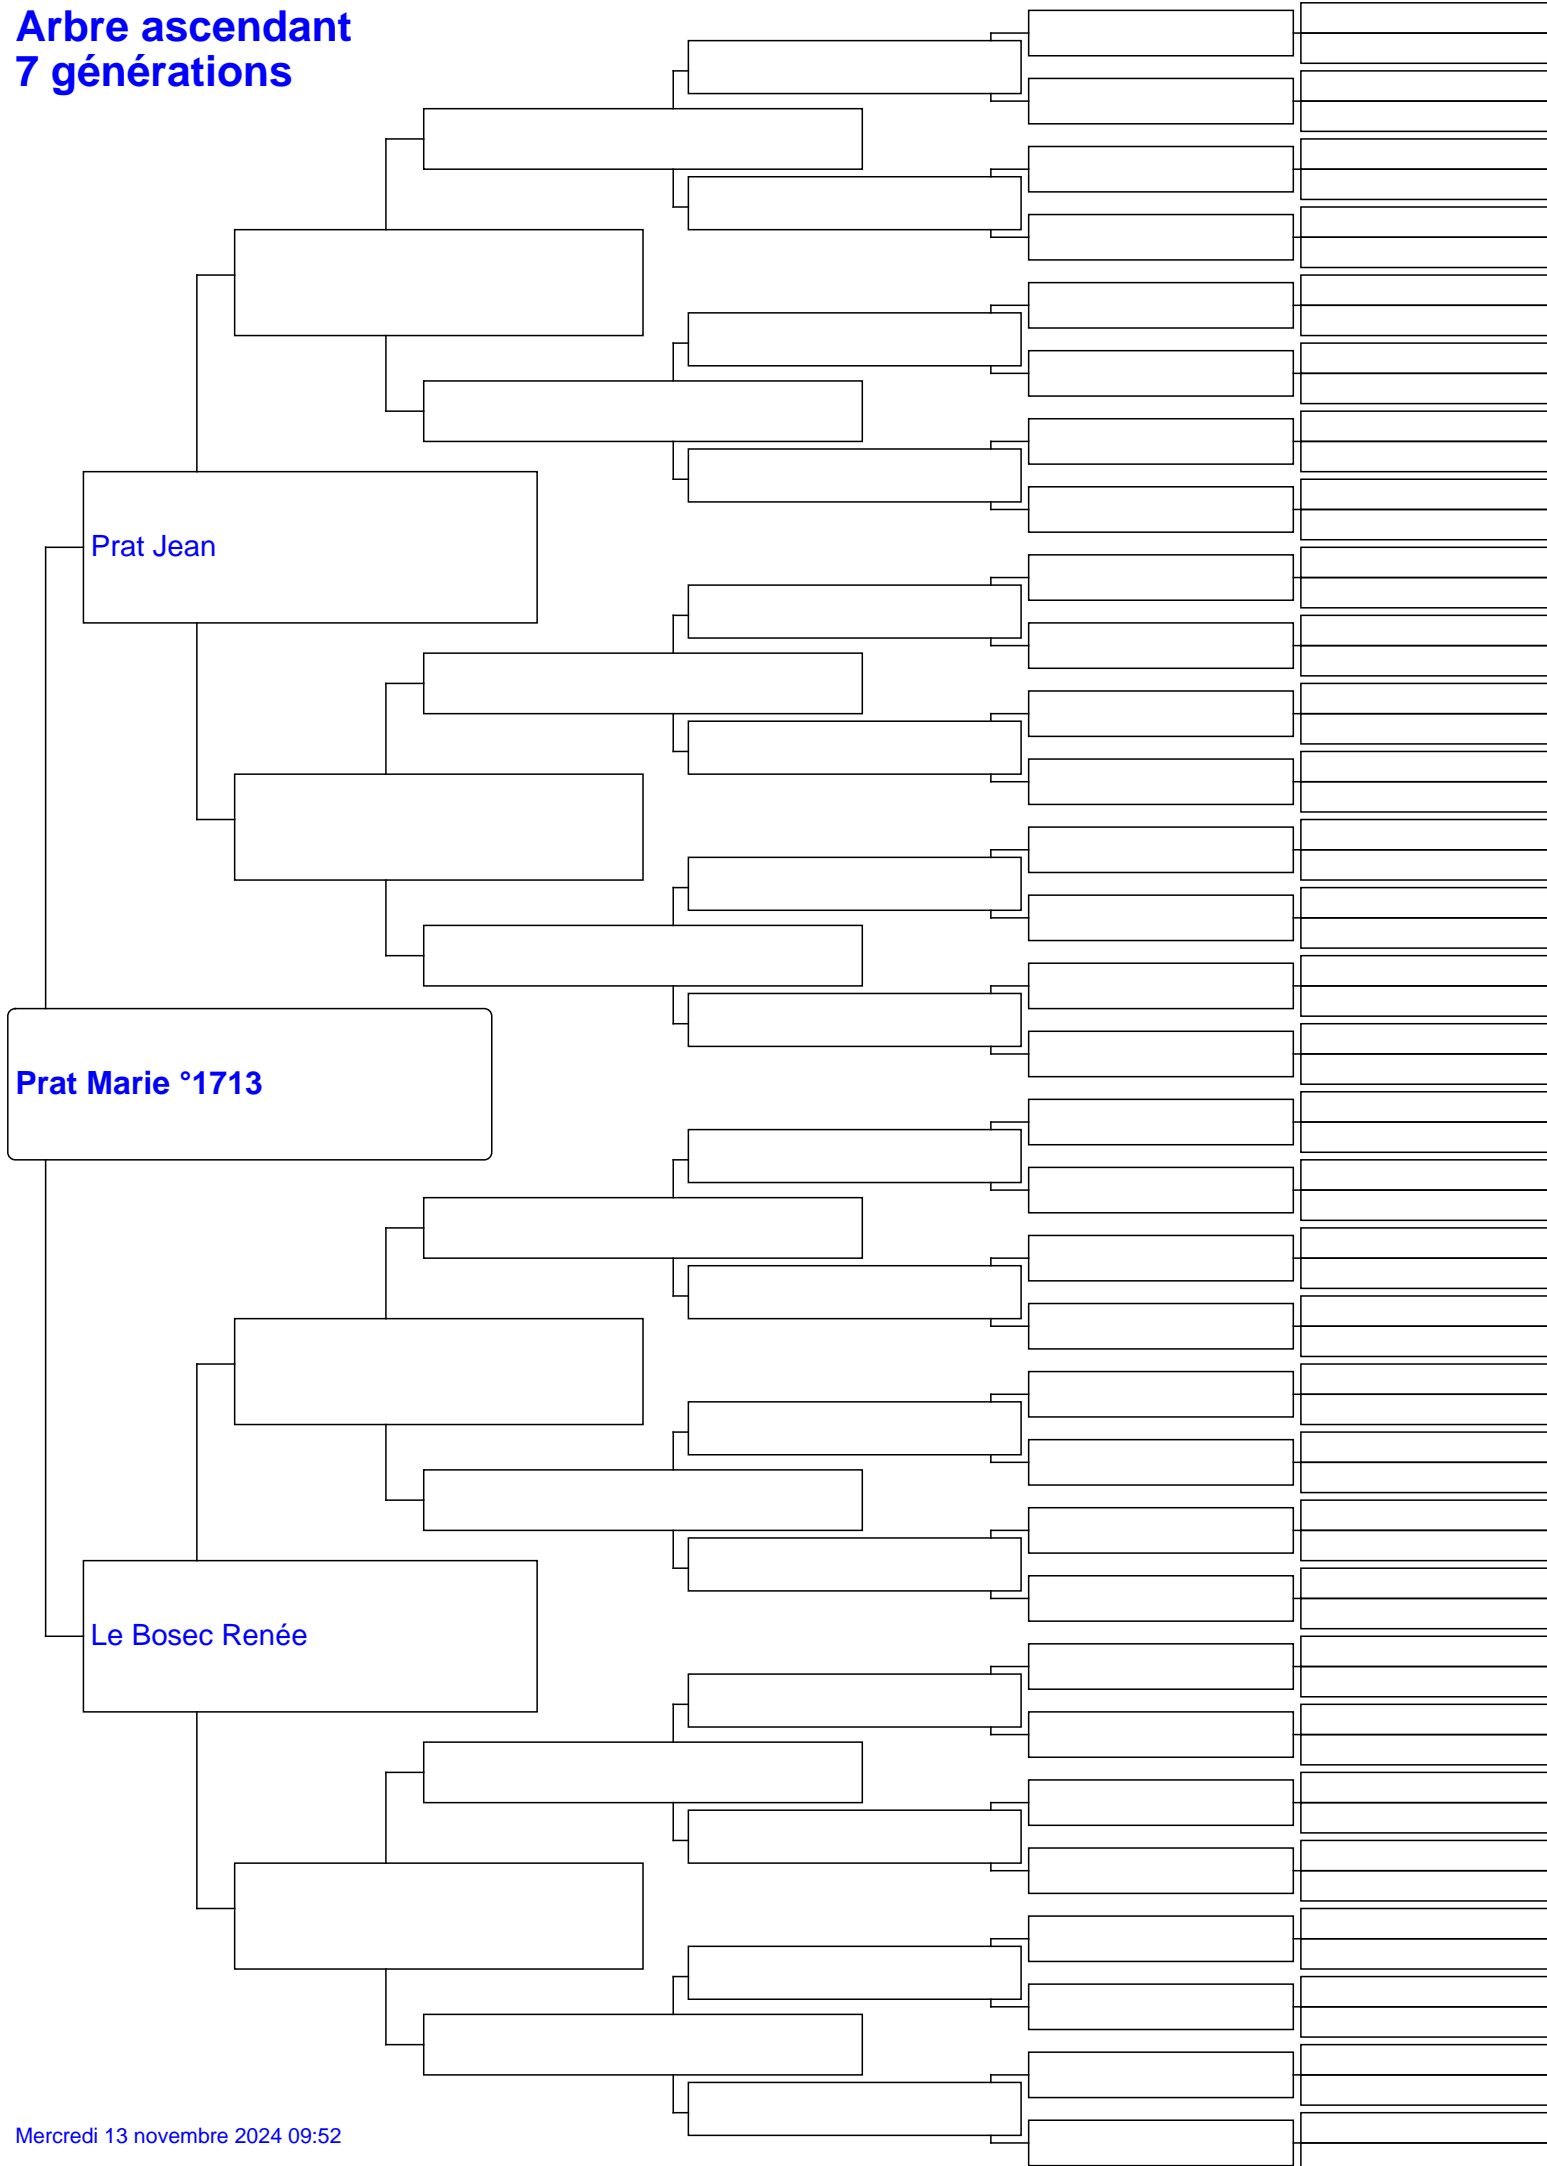 Arbre ascendant
7 générations
Prat Jean
Prat Marie °1713
Le Bosec Renée
Mercredi 13 novembre 2024 09:52